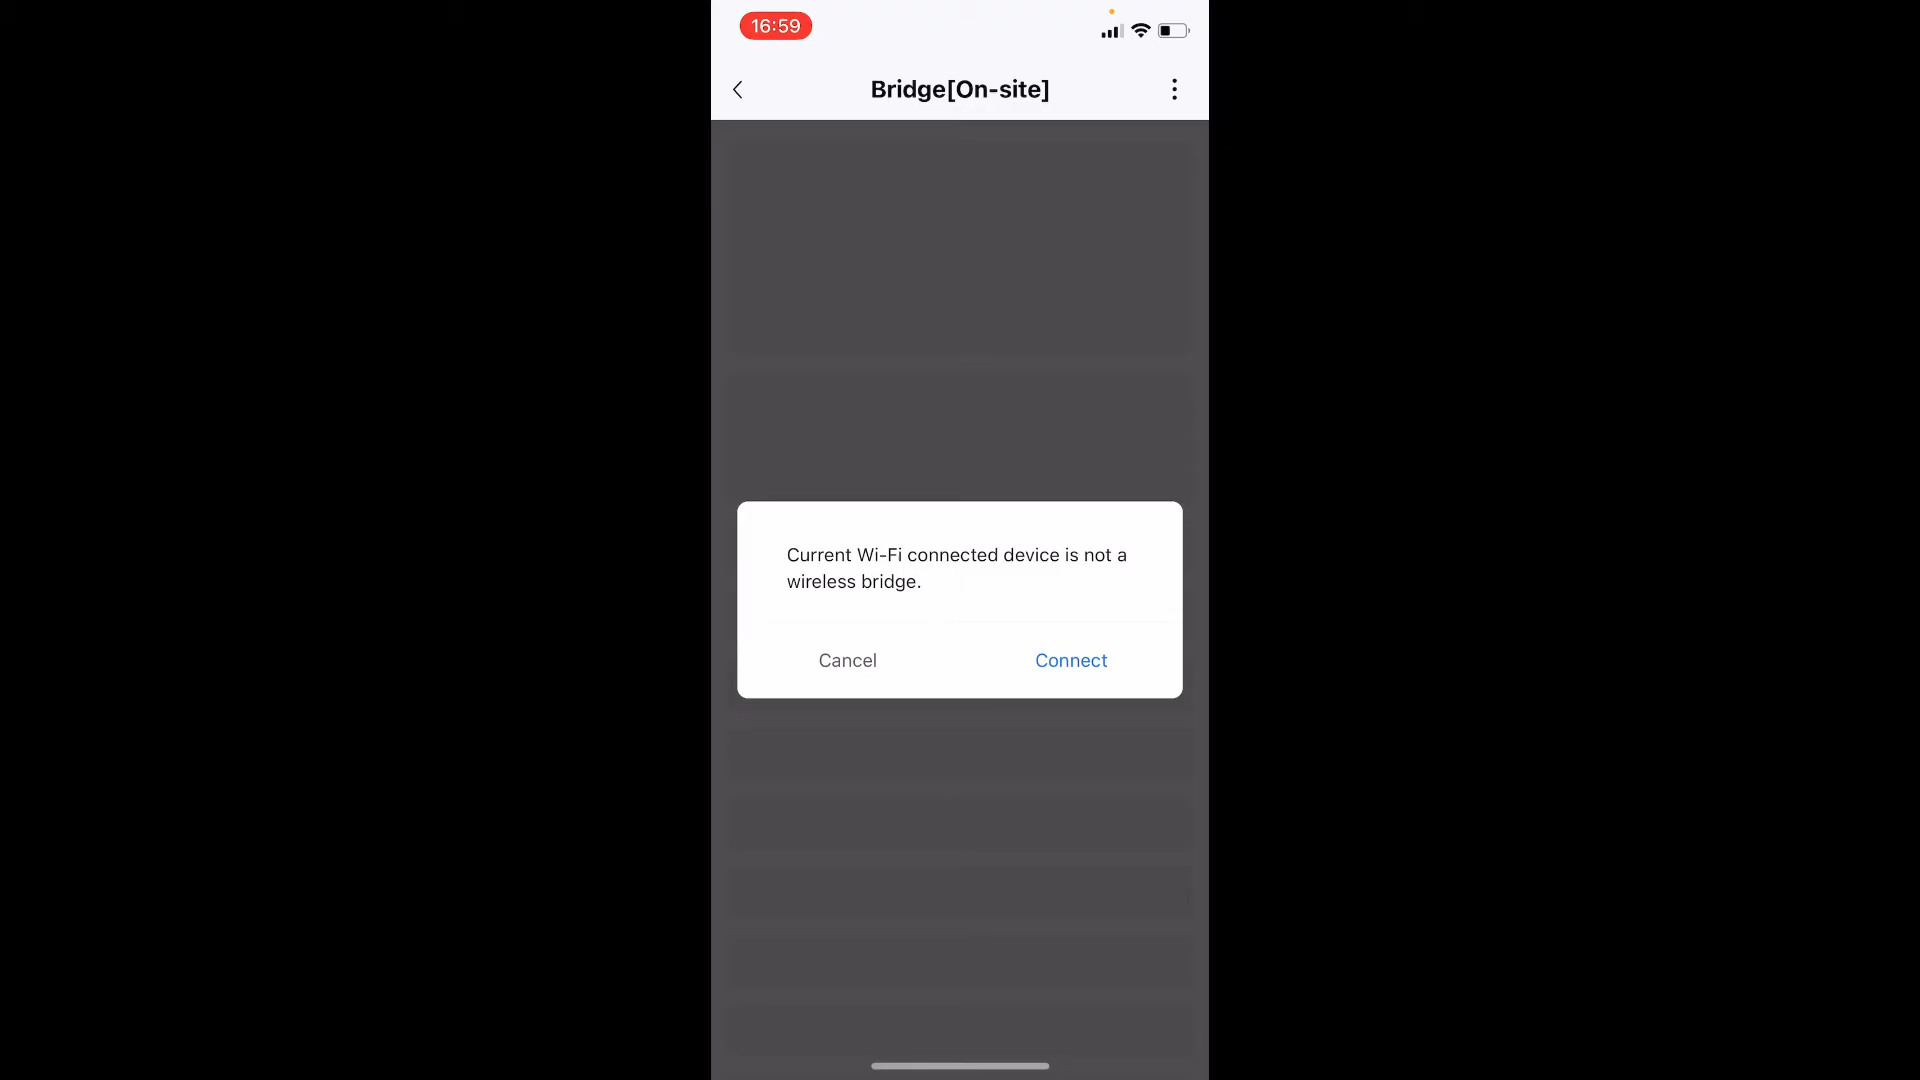 16:59
Bridge[On-site]
Current Wi-Fi connected device is not a
wireless bridge.
Cancel Connect